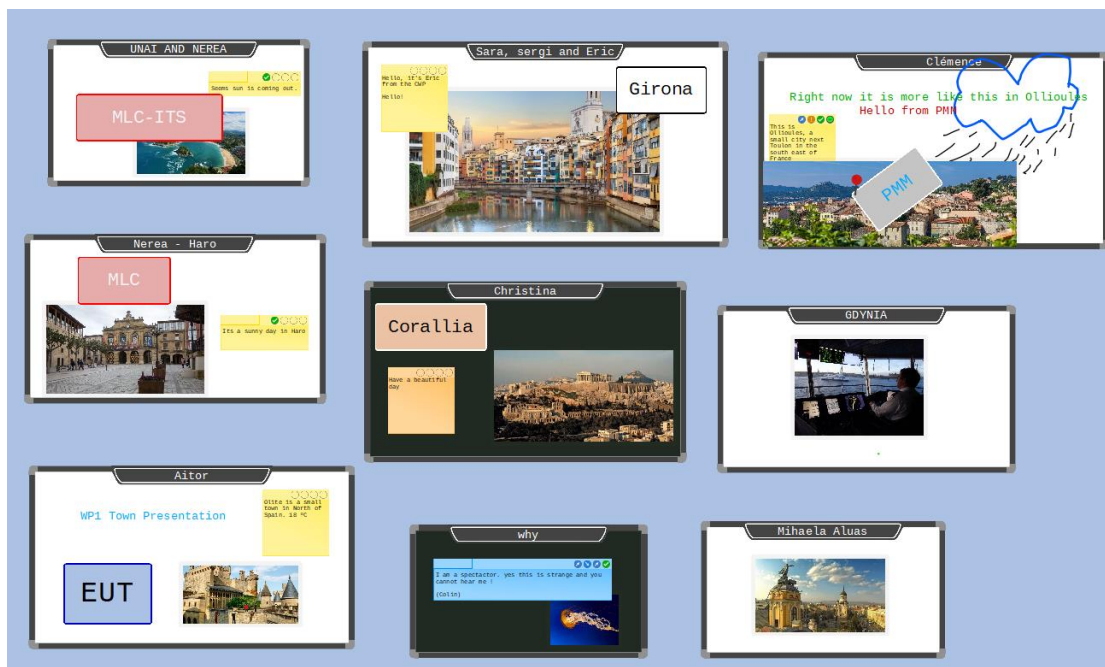 UNAI AND NEREA
Seems sun is coming out.
MLC-ITS
Sara, sergi and Eric
Hello, it's Eric
from the CWP
Hello!
Girona
Clémence
Right now it is more like this in Ollioules
Hello from PMM
This is
Ollioules, a
small city next
Toulon in the
south east of
France
PMM
Nerea - Haro
MLC
Its a sunny day in Haro
Christina
Corallia
Have a beautiful
day
GDYNIA
Aitor
WP1 Town Presentation
Olite is a small
town in North of
Spain. 18 ºC
EUT
why
I am a spectactor. yes this is strange and you
cannot hear me !
(Colin)
Mihaela Aluas